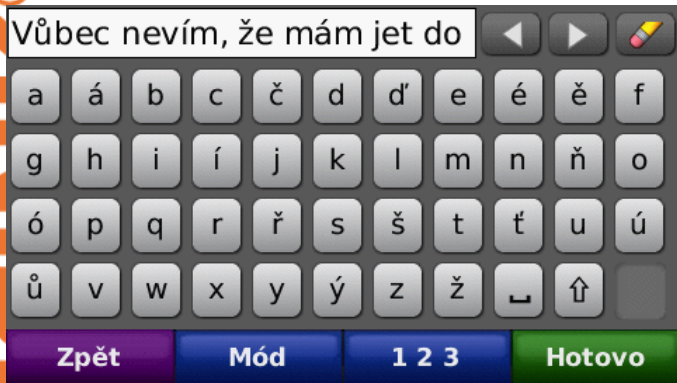 Vůbec nevím, že mám jet do
a á b c č d ď e é ě f
g h i í j k l m n ň o
ó p q r ř s š t ť u ú
ů v w x y ý z ž
Zpět Mód 1 2 3 Hotovo